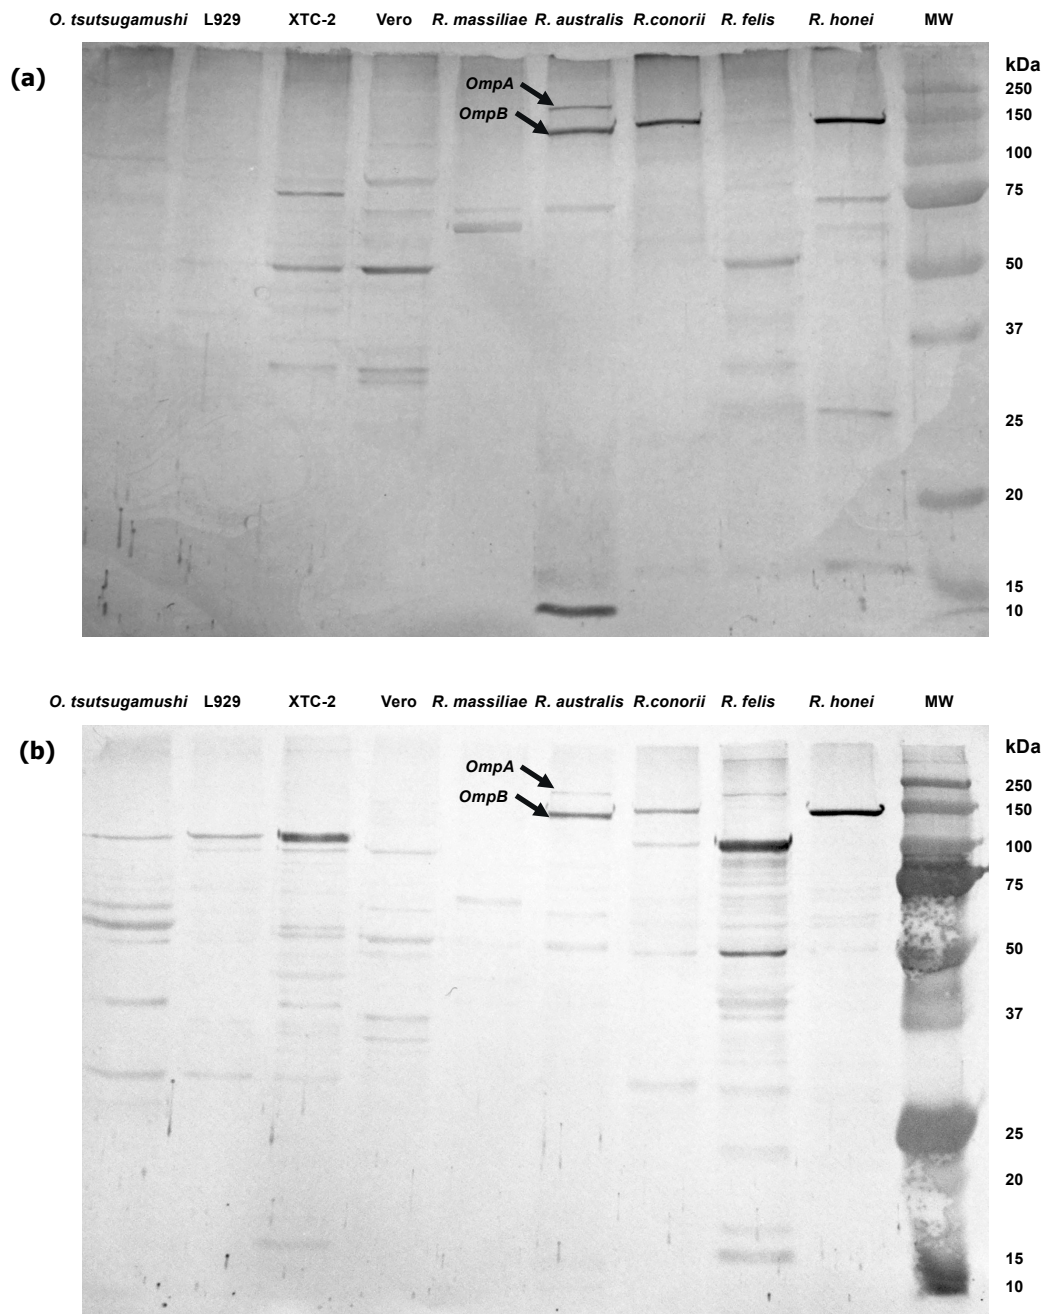 O. tsutsugamushi L929 XTC-2 Vero R. massiliae R. australis R.conorii R. felis R. honei MW
(a)
kDa
OmpA
250
OmpB
150
100
75
50
37
25
20
15
10
O. tsutsugamushi L929 XTC-2 Vero R. massiliae R. australis R.conorii R. felis R. honei MW
(b)
kDa
OmpA
250
OmpB
150
100
75
50
37
25
20
15
10